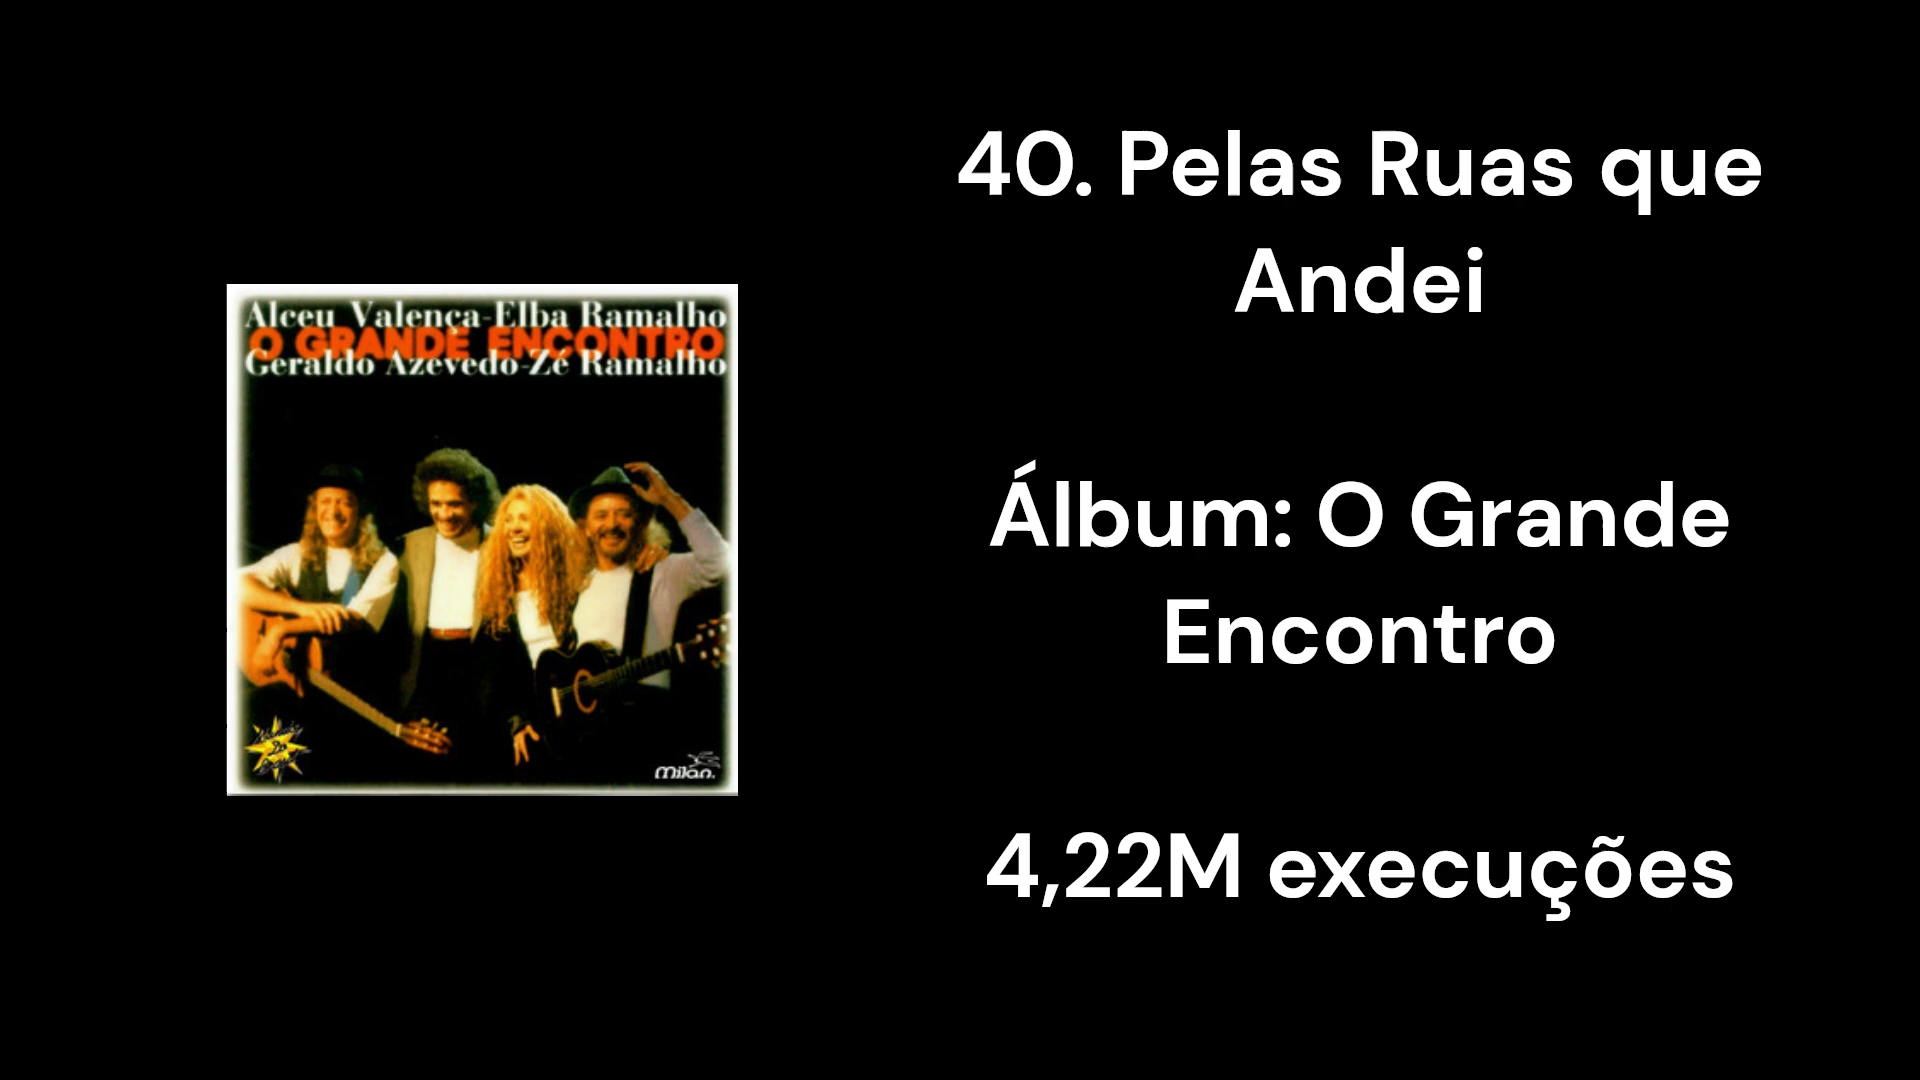 Alceu Valença-Elba Ramalho
O GRANDE ENCONTRO
Geraldo Azevedo-Zé Ramalho
milan.
40. Pelas Ruas que
Andei
Álbum: O Grande
Encontro
4,22M execuções